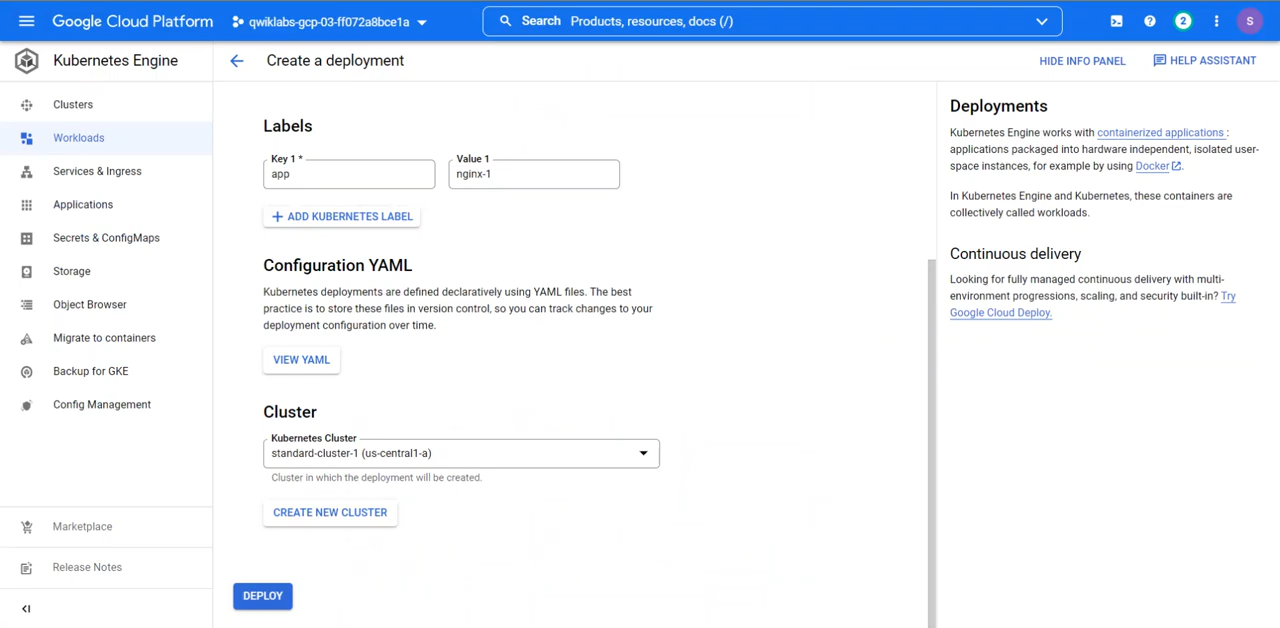 Google Cloud Platform
qwiklabs-gcp-03-ff072a8bce1a
Search Products, resources, docs (/)
2
S
Kubernetes Engine
Create a deployment
HIDE INFO PANEL
HELP ASSISTANT
Clusters
Workloads
Services & Ingress
Applications
Secrets & ConfigMaps
Storage
Object Browser
Migrate to containers
Backup for GKE
Config Management
Marketplace
Release Notes
Labels
Key 1 *
app
Value 1
nginx-1
+ ADD KUBERNETES LABEL
Configuration YAML
Kubernetes deployments are defined declaratively using YAML files. The best
practice is to store these files in version control, so you can track changes to your
deployment configuration over time.
VIEW YAML
Cluster
Kubernetes Cluster
standard-cluster-1 (us-central1-a)
Cluster in which the deployment will be created.
CREATE NEW CLUSTER
DEPLOY
Deployments
Kubernetes Engine works with containerized applications :
applications packaged into hardware independent, isolated user-
space instances, for example by using Docker.
In Kubernetes Engine and Kubernetes, these containers are
collectively called workloads.
Continuous delivery
Looking for fully managed continuous delivery with multi-
environment progressions, scaling, and security built-in? Try
Google Cloud Deploy.